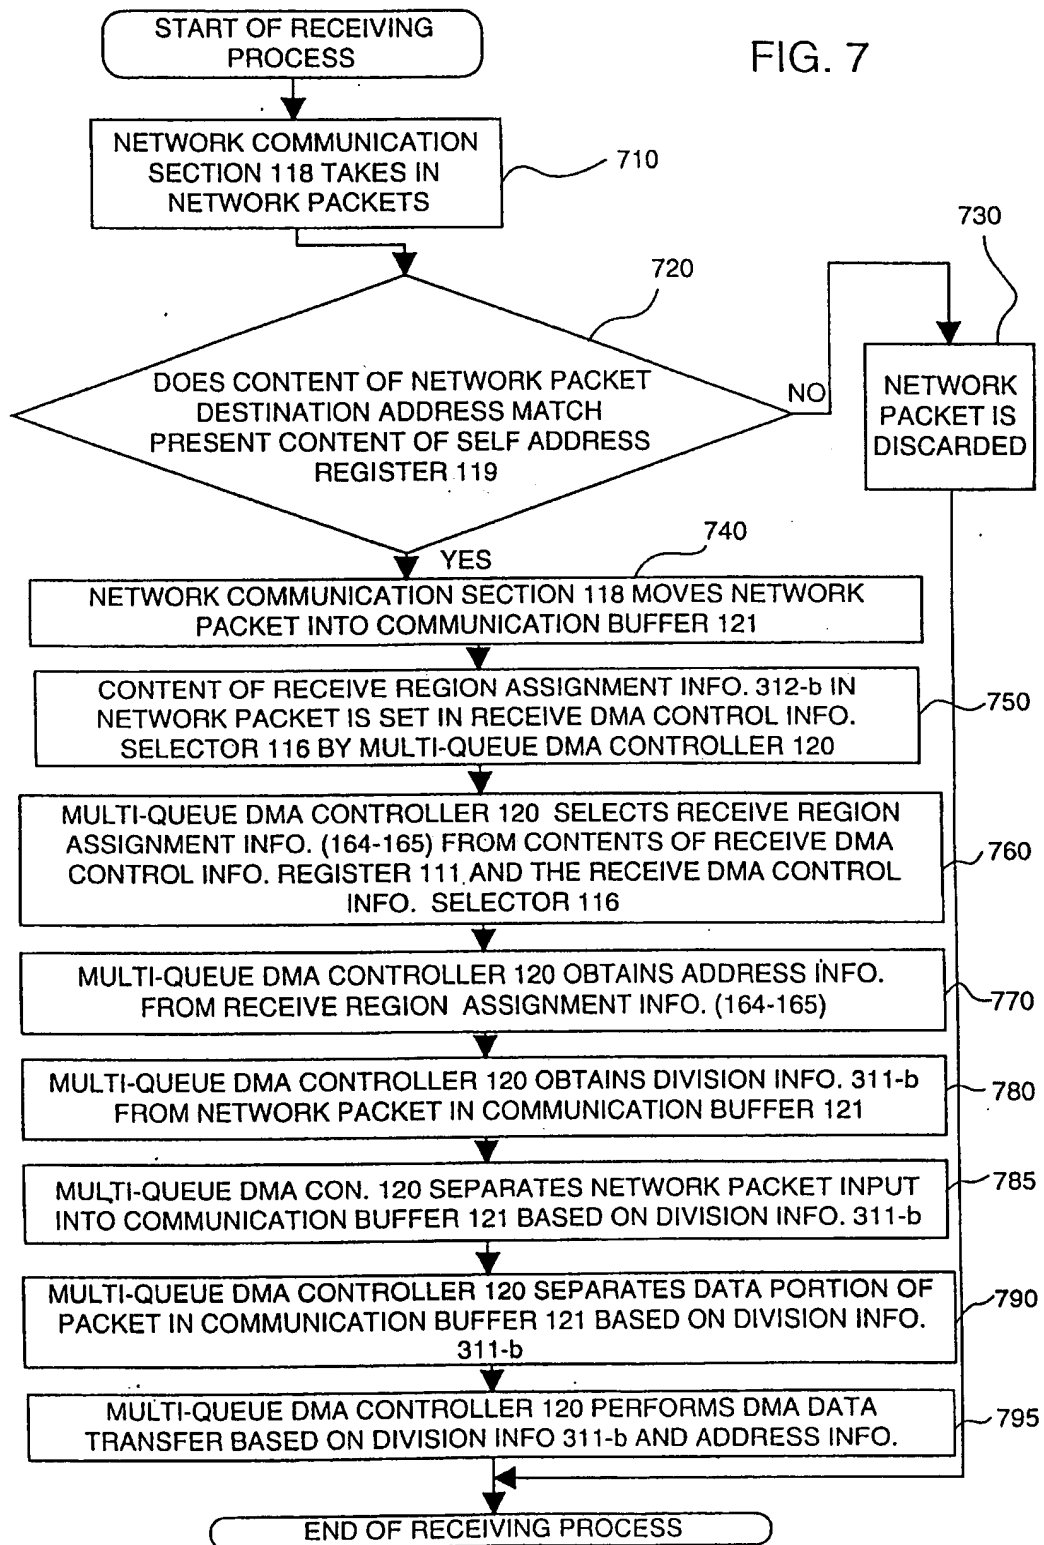 START OF RECEIVING
PROCESS
FIG. 7
NETWORK COMMUNICATION
SECTION 118 TAKES IN
NETWORK PACKETS
710
720
DOES CONTENT OF NETWORK PACKET
DESTINATION ADDRESS MATCH
PRESENT CONTENT OF SELF ADDRESS
REGISTER 119
NO
730
NETWORK
PACKET IS
DISCARDED
YES
740
NETWORK COMMUNICATION SECTION 118 MOVES NETWORK
PACKET INTO COMMUNICATION BUFFER 121
CONTENT OF RECEIVE REGION ASSIGNMENT INFO. 312-b IN
NETWORK PACKET IS SET IN RECEIVE DMA CONTROL INFO.
SELECTOR 116 BY MULTI-QUEUE DMA CONTROLLER 120
750
MULTI-QUEUE DMA CONTROLLER 120 SELECTS RECEIVE REGION
ASSIGNMENT INFO. (164-165) FROM CONTENTS OF RECEIVE DMA
CONTROL INFO. REGISTER 111 AND THE RECEIVE DMA CONTROL
INFO. SELECTOR 116
760
MULTI-QUEUE DMA CONTROLLER 120 OBTAINS ADDRESS INFO.
FROM RECEIVE REGION ASSIGNMENT INFO. (164-165)
770
MULTI-QUEUE DMA CONTROLLER 120 OBTAINS DIVISION INFO. 311-b
FROM NETWORK PACKET IN COMMUNICATION BUFFER 121
780
MULTI-QUEUE DMA CON. 120 SEPARATES NETWORK PACKET INPUT
INTO COMMUNICATION BUFFER 121 BASED ON DIVISION INFO. 311-b
785
MULTI-QUEUE DMA CONTROLLER 120 SEPARATES DATA PORTION OF
PACKET IN COMMUNICATION BUFFER 121 BASED ON DIVISION INFO.
311-b
790
MULTI-QUEUE DMA CONTROLLER 120 PERFORMS DMA DATA
TRANSFER BASED ON DIVISION INFO 311-b AND ADDRESS INFO.
795
END OF RECEIVING PROCESS